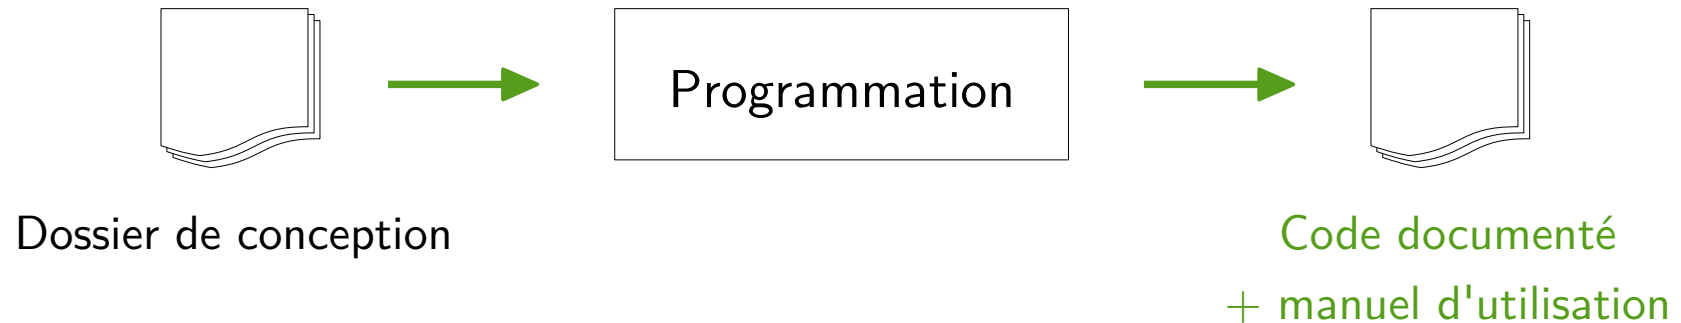 Programmation
Dossier de conception
Code documenté
+ manuel d'utilisation